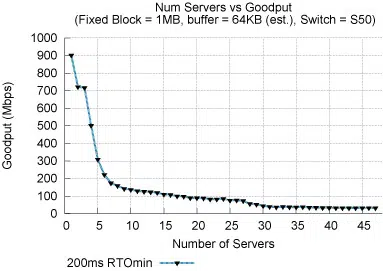 Num Servers vs Goodput
(Fixed Block = 1MB, buffer = 64KB (est.), Switch = S50)
1000
900
800
700
600
500
400
300
200
100
0
Goodput (Mbps)
0 5 10 15 20 25 30 35 40 45
Number of Servers
200ms RTOmin